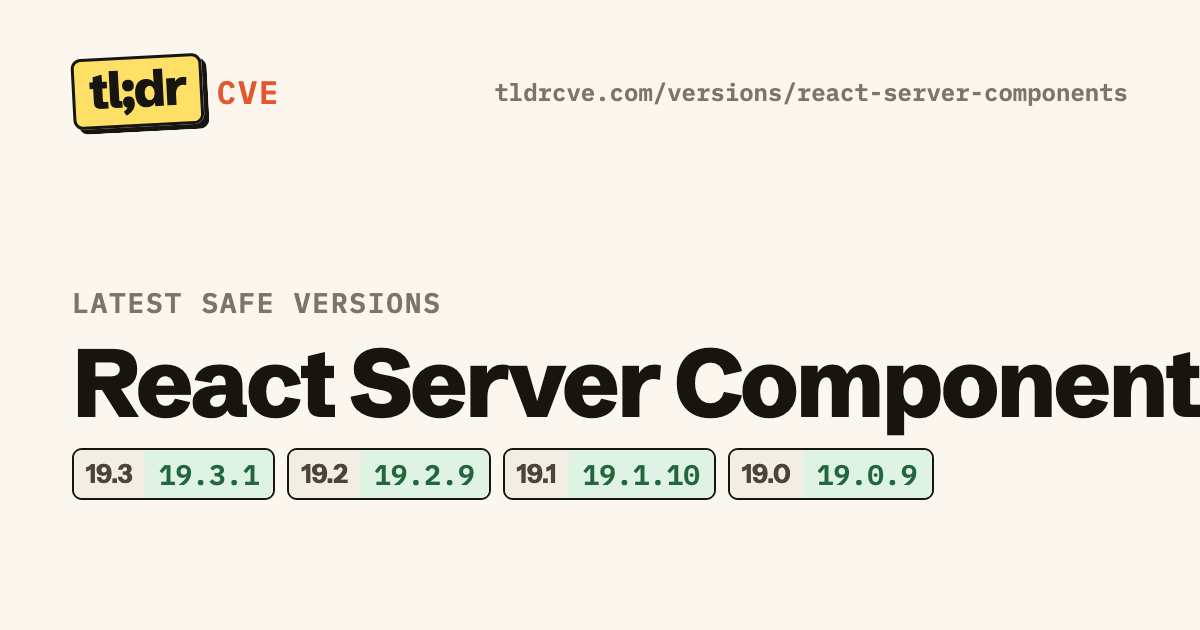 tl;dr CVE
tldrcve.com/versions/react-server-components
LATEST SAFE VERSIONS
React Server Component
19.3 19.3.1 19.2 19.2.9 19.1 19.1.10 19.0 19.0.9